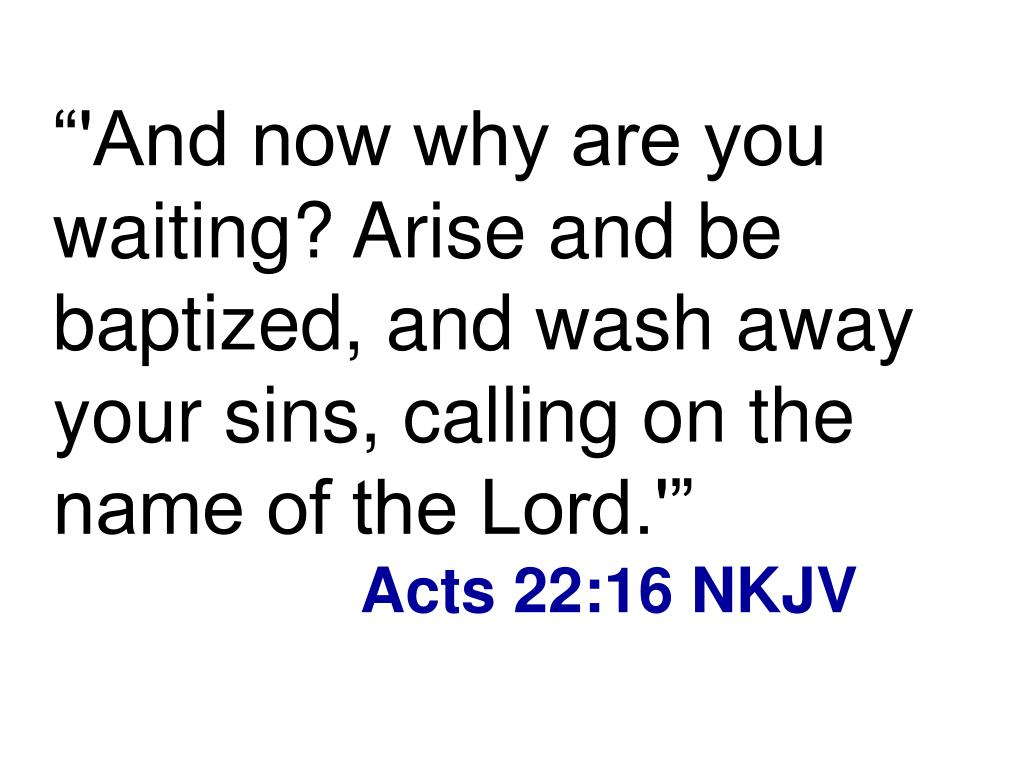 “'And now why are you
waiting? Arise and be
baptized, and wash away
your sins, calling on the
name of the Lord.'”
Acts 22:16 NKJV